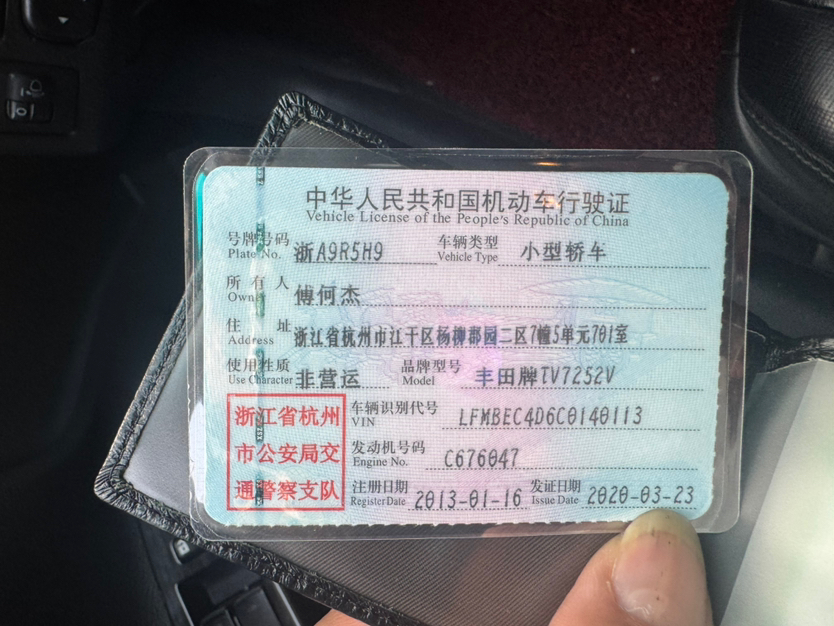 中华人民共和国机动车行驶证
Vehicle License of the People's Republic of China
号牌号码 浙A9R5H9 车辆类型 小型轿车
Plate No. Vehicle Type
所有人 傅何杰
Owner
住址 浙江省杭州市江干区杨柳郡园二区7幢5单元701室
Address
使用性质 非营运 品牌型号 丰田牌TV7252V
Use Character Model
浙江省杭州
市公安局交
通警察支队
车辆识别代号 LFMBEC4D6C0140113
VIN
发动机号码 C676047
Engine No.
注册日期 2013-01-16 发证日期 2020-03-23
Register Date Issue Date